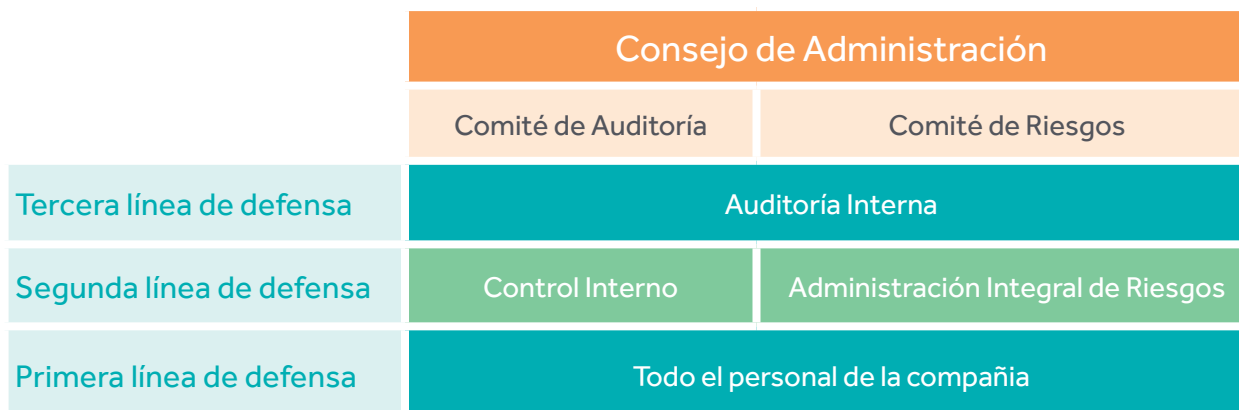 Consejo de Administración
Comité de Auditoría
Comité de Riesgos
Tercera línea de defensa
Auditoría Interna
Segunda línea de defensa
Control Interno
Administración Integral de Riesgos
Primera línea de defensa
Todo el personal de la compañia